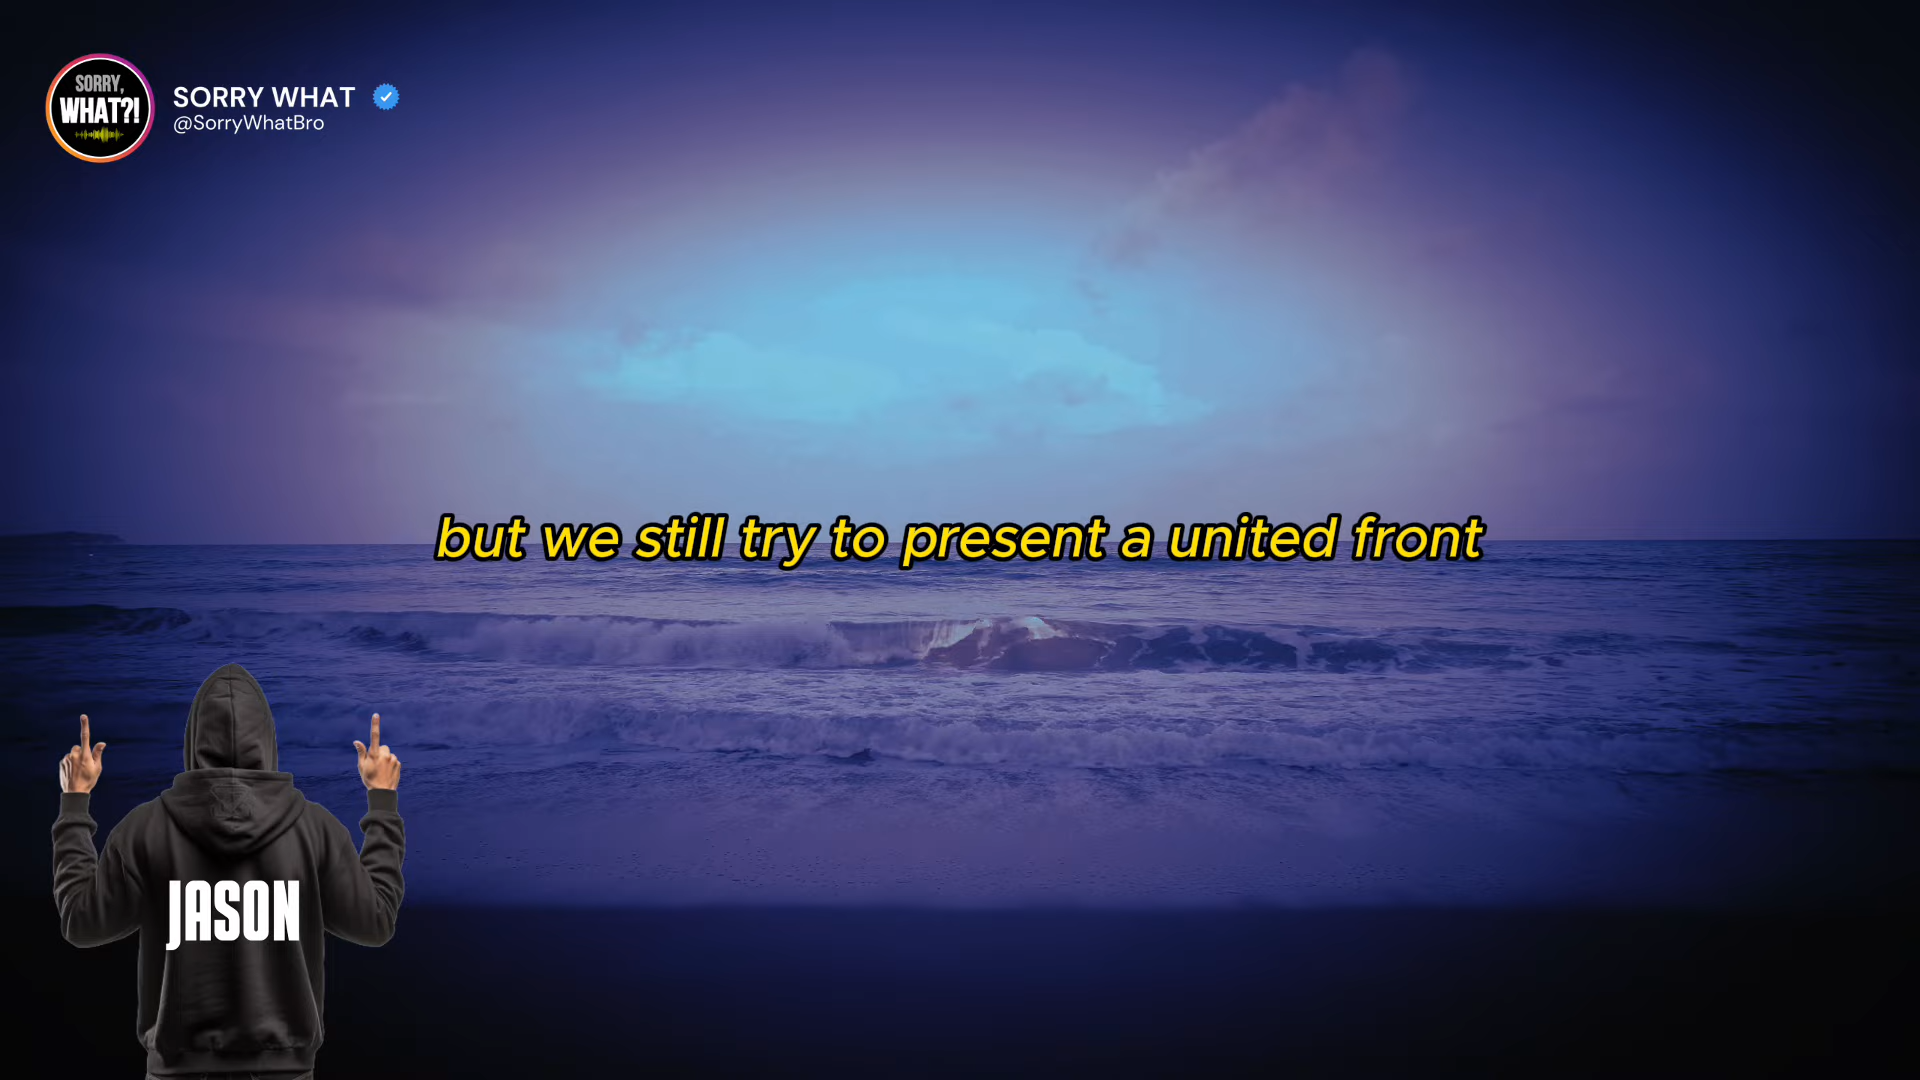 SORRY,
WHAT?!
SORRY WHAT
@SorryWhatBro
but we still try to present a united front
JASON